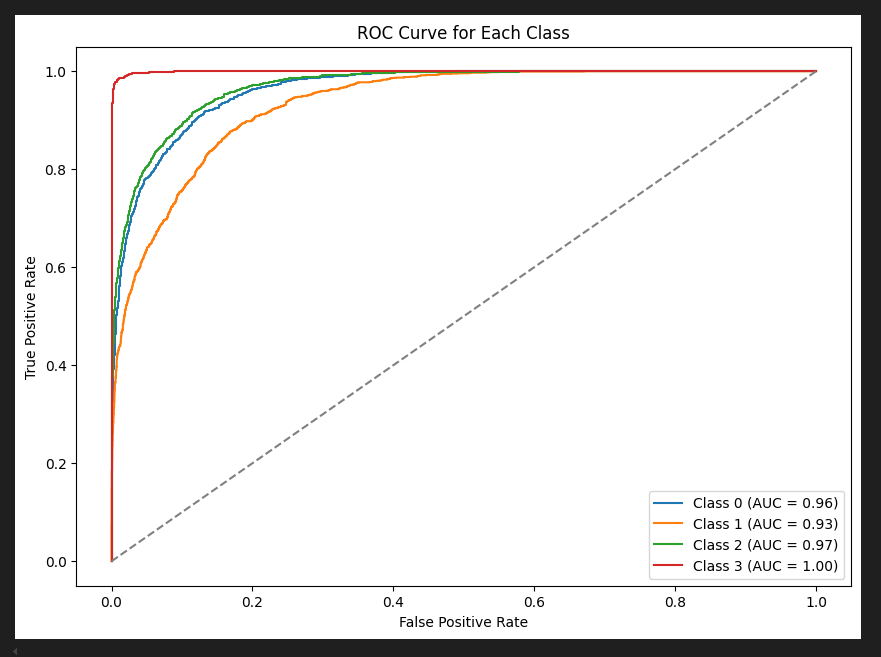 ROC Curve for Each Class
1.0
0.8
0.6
0.4
0.2
0.0
True Positive Rate
0.0 0.2 0.4 0.6 0.8 1.0
False Positive Rate
Class 0 (AUC = 0.96)
Class 1 (AUC = 0.93)
Class 2 (AUC = 0.97)
Class 3 (AUC = 1.00)